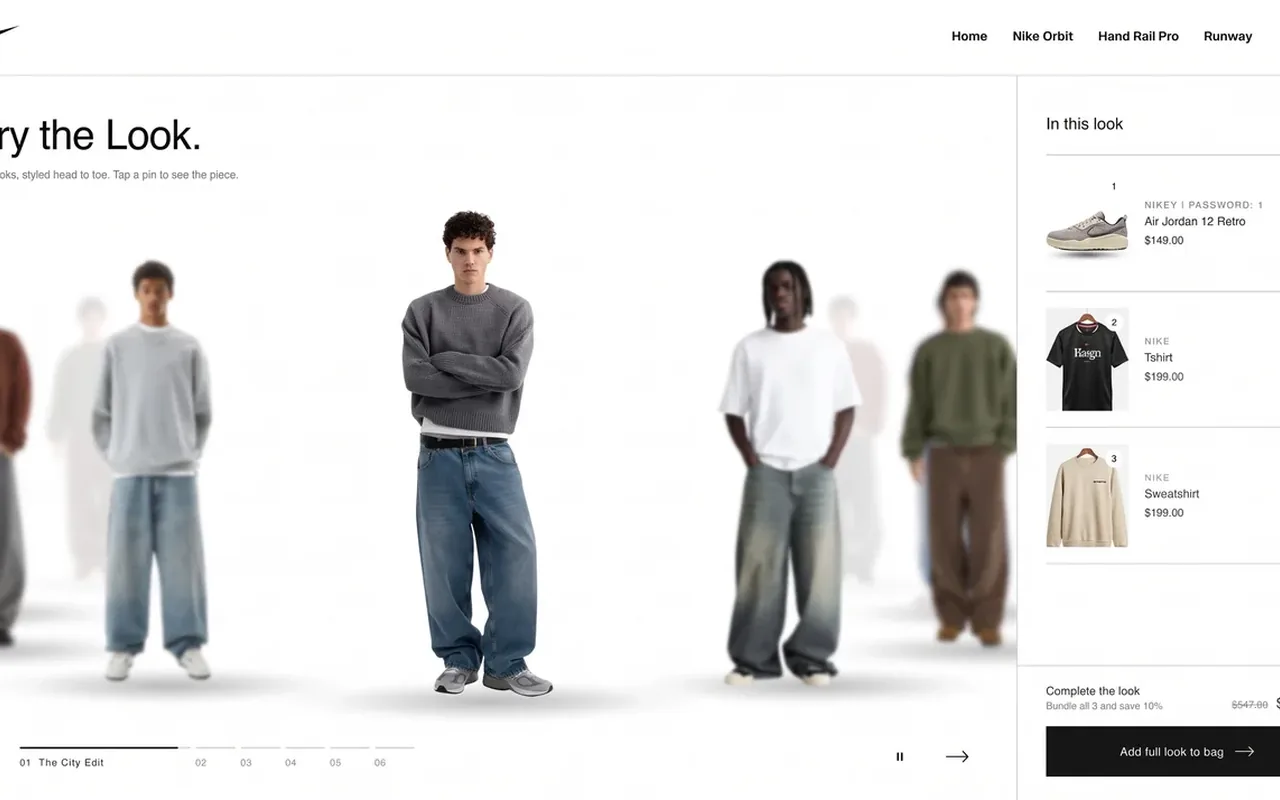 Home Nike Orbit Hand Rail Pro Runway
ry the Look.
oks, styled head to toe. Tap a pin to see the piece.
In this look
1
NIKEY | PASSWORD: 1
Air Jordan 12 Retro
$149.00
2
Kasgn
NIKE
Tshirt
$199.00
3
NIKE
Sweatshirt
$199.00
Complete the look
Bundle all 3 and save 10%
$547.00 $
Add full look to bag
01 The City Edit 02 03 04 05 06